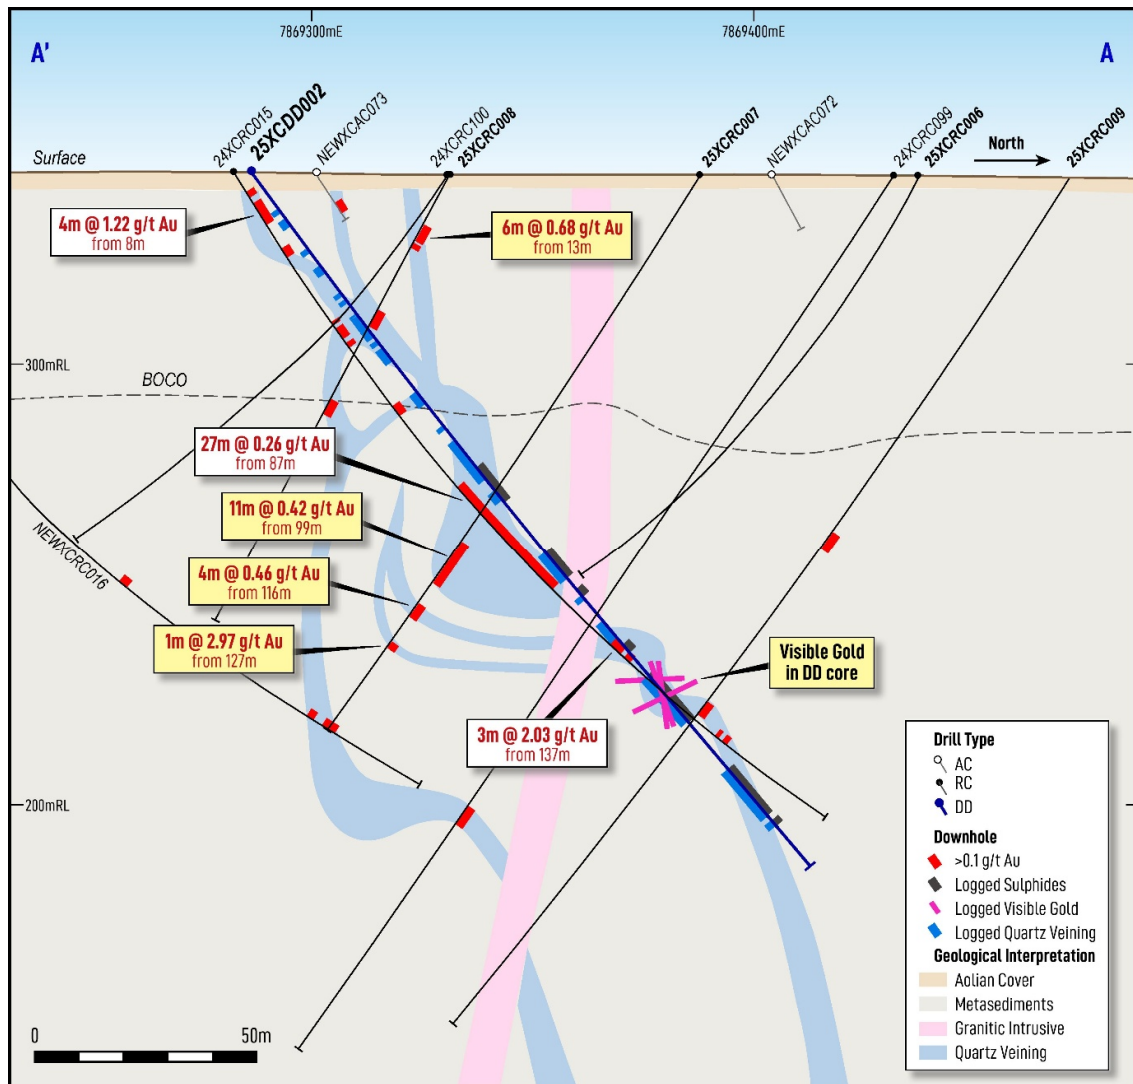 7869300mE
7869400mE
A'
A
24XCRC015
25XCDD002
NEWXCAC073
24XCRC100
25XCRC008
25XCRC007
NEWXCAC072
24XCRC099
25XCRC006
North
25XCRC009
Surface
4m @ 1.22 g/t Au
from 8m
6m @ 0.68 g/t Au
from 13m
300mRL
BOCO
27m @ 0.26 g/t Au
from 87m
11m @ 0.42 g/t Au
from 99m
NEWXCRC016
4m @ 0.46 g/t Au
from 116m
1m @ 2.97 g/t Au
from 127m
Visible Gold
in DD core
3m @ 2.03 g/t Au
from 137m
200mRL
Drill Type
AC
RC
DD
Downhole
>0.1 g/t Au
Logged Sulphides
Logged Visible Gold
Logged Quartz Veining
Geological Interpretation
Aolian Cover
Metasediments
Granitic Intrusive
Quartz Veining
0
50m